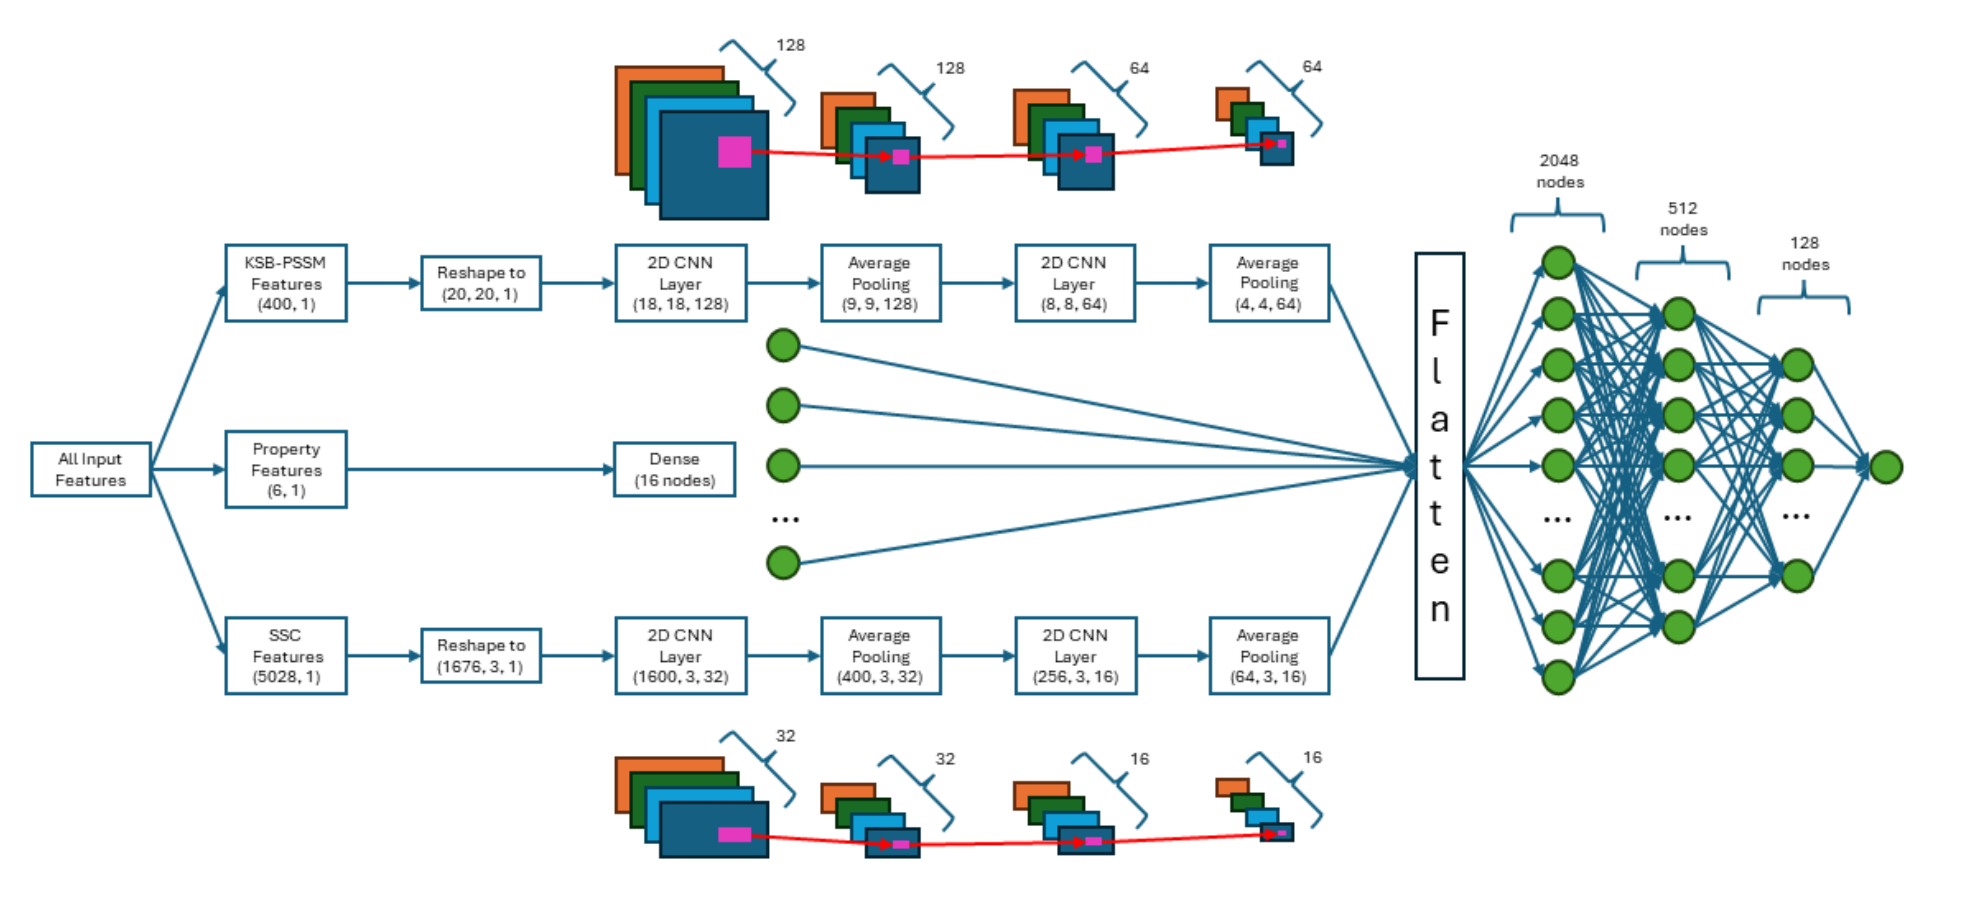 128
128
64
64
2048
nodes
512
nodes
128
nodes
KSB-PSSM
Features
(400, 1)
Reshape to
(20, 20, 1)
2D CNN
Layer
(18, 18, 128)
Average
Pooling
(9, 9, 128)
2D CNN
Layer
(8, 8, 64)
Average
Pooling
(4, 4, 64)
All Input
Features
Property
Features
(6, 1)
Dense
(16 nodes)
...
Flatten
...
...
...
SSC
Features
(5028, 1)
Reshape to
(1676, 3, 1)
2D CNN
Layer
(1600, 3, 32)
Average
Pooling
(400, 3, 32)
2D CNN
Layer
(256, 3, 16)
Average
Pooling
(64, 3, 16)
32
32
16
16